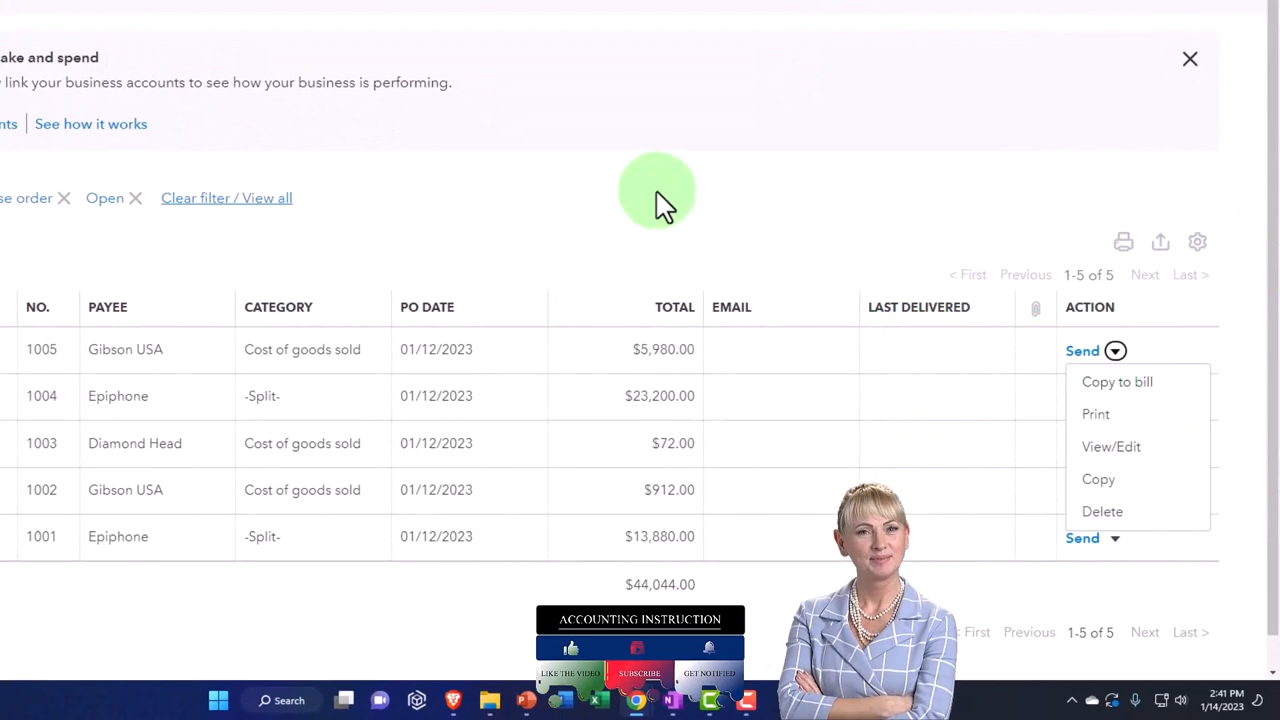 ake and spend
link your business accounts to see how your business is performing.
nts | See how it works
se order Open Clear filter / View all
< First Previous 1-5 of 5 Next Last >
NO. PAYEE CATEGORY PO DATE TOTAL EMAIL LAST DELIVERED ACTION
1005 Gibson USA Cost of goods sold 01/12/2023 $5,980.00 Send
Copy to bill
1004 Epiphone -Split- 01/12/2023 $23,200.00
Print
1003 Diamond Head Cost of goods sold 01/12/2023 $72.00
View/Edit
Copy
1002 Gibson USA Cost of goods sold 01/12/2023 $912.00
Delete
1001 Epiphone -Split- 01/12/2023 $13,880.00 Send
$44,044.00
ACCOUNTING INSTRUCTION
First Previous 1-5 of 5 Next Last >
LIKE THE VIDEO SUBSCRIBE GET NOTIFIED
Search
2:41 PM
1/14/2023